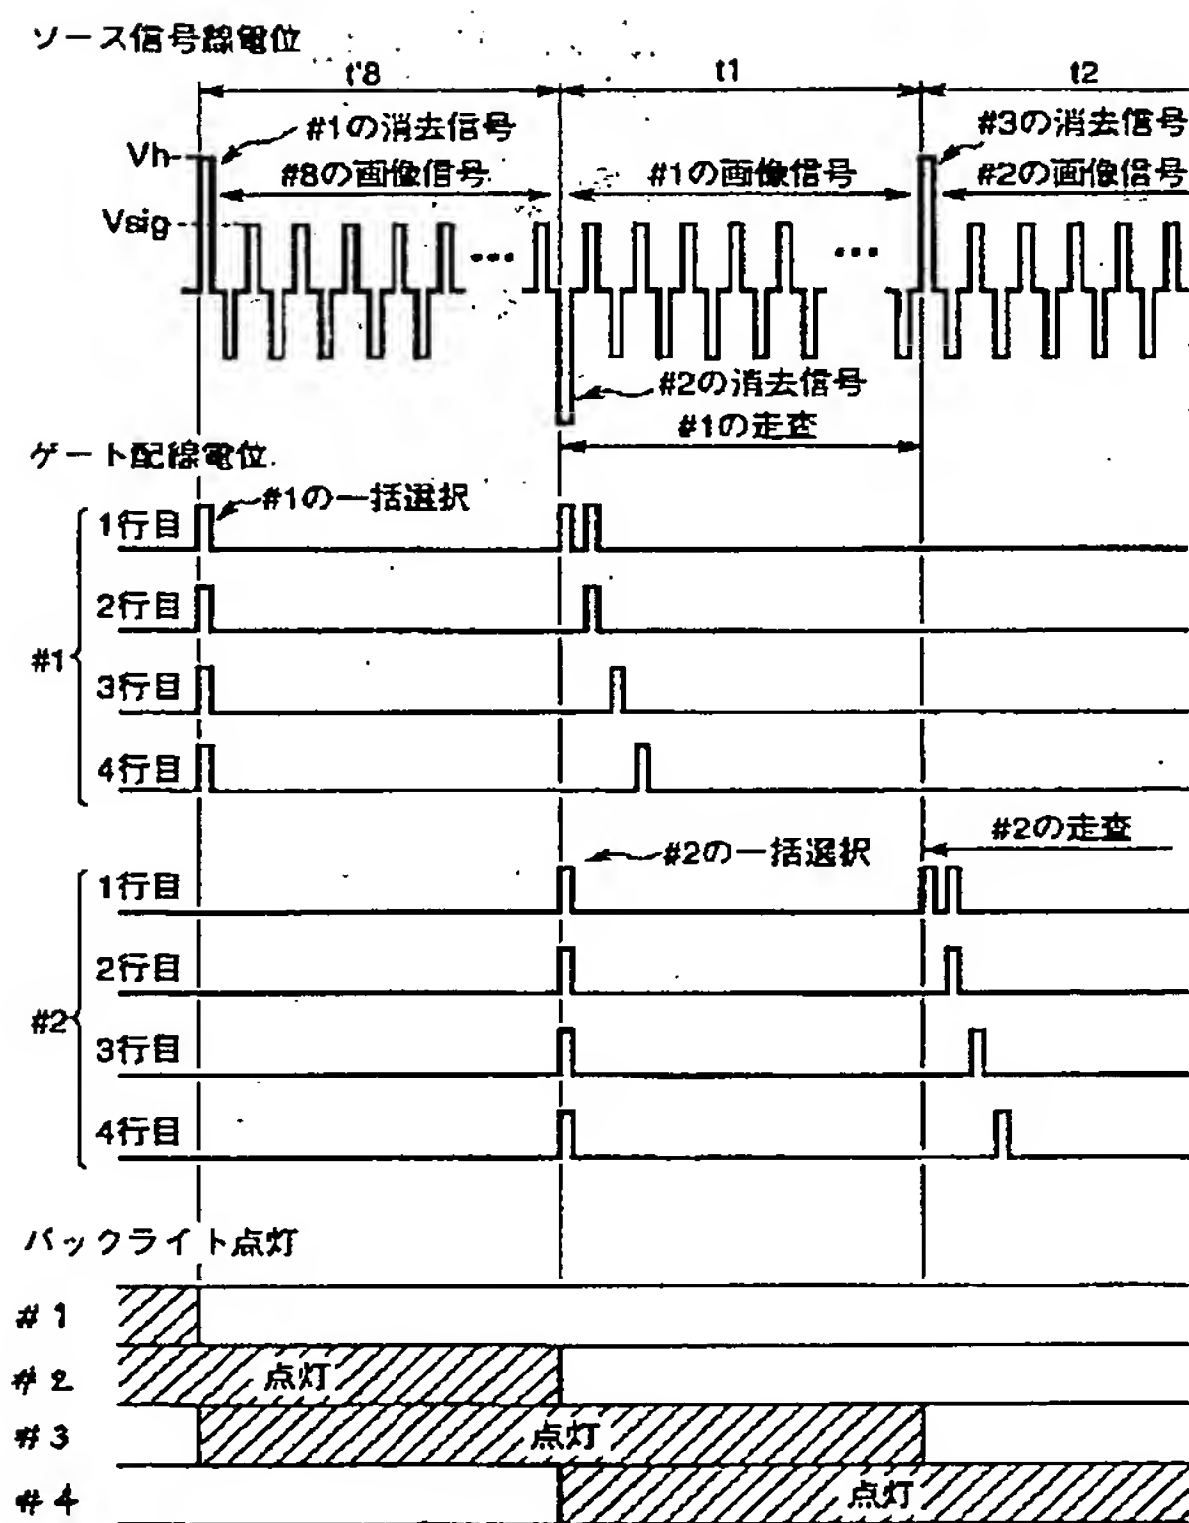 ソース信号線電位
t'8 t1 t2
#1の消去信号 #3の消去信号
Vh
#8の画像信号 #1の画像信号 #2の画像信号
Vsig
... ...
#2の消去信号
#1の走査
ゲート配線電位
#1の一括選択
1行目
2行目
#1
3行目
4行目
#2の走査
#2の一括選択
1行目
2行目
#2
3行目
4行目
バックライト点灯
#1
#2 点灯
#3 点灯
#4 点灯